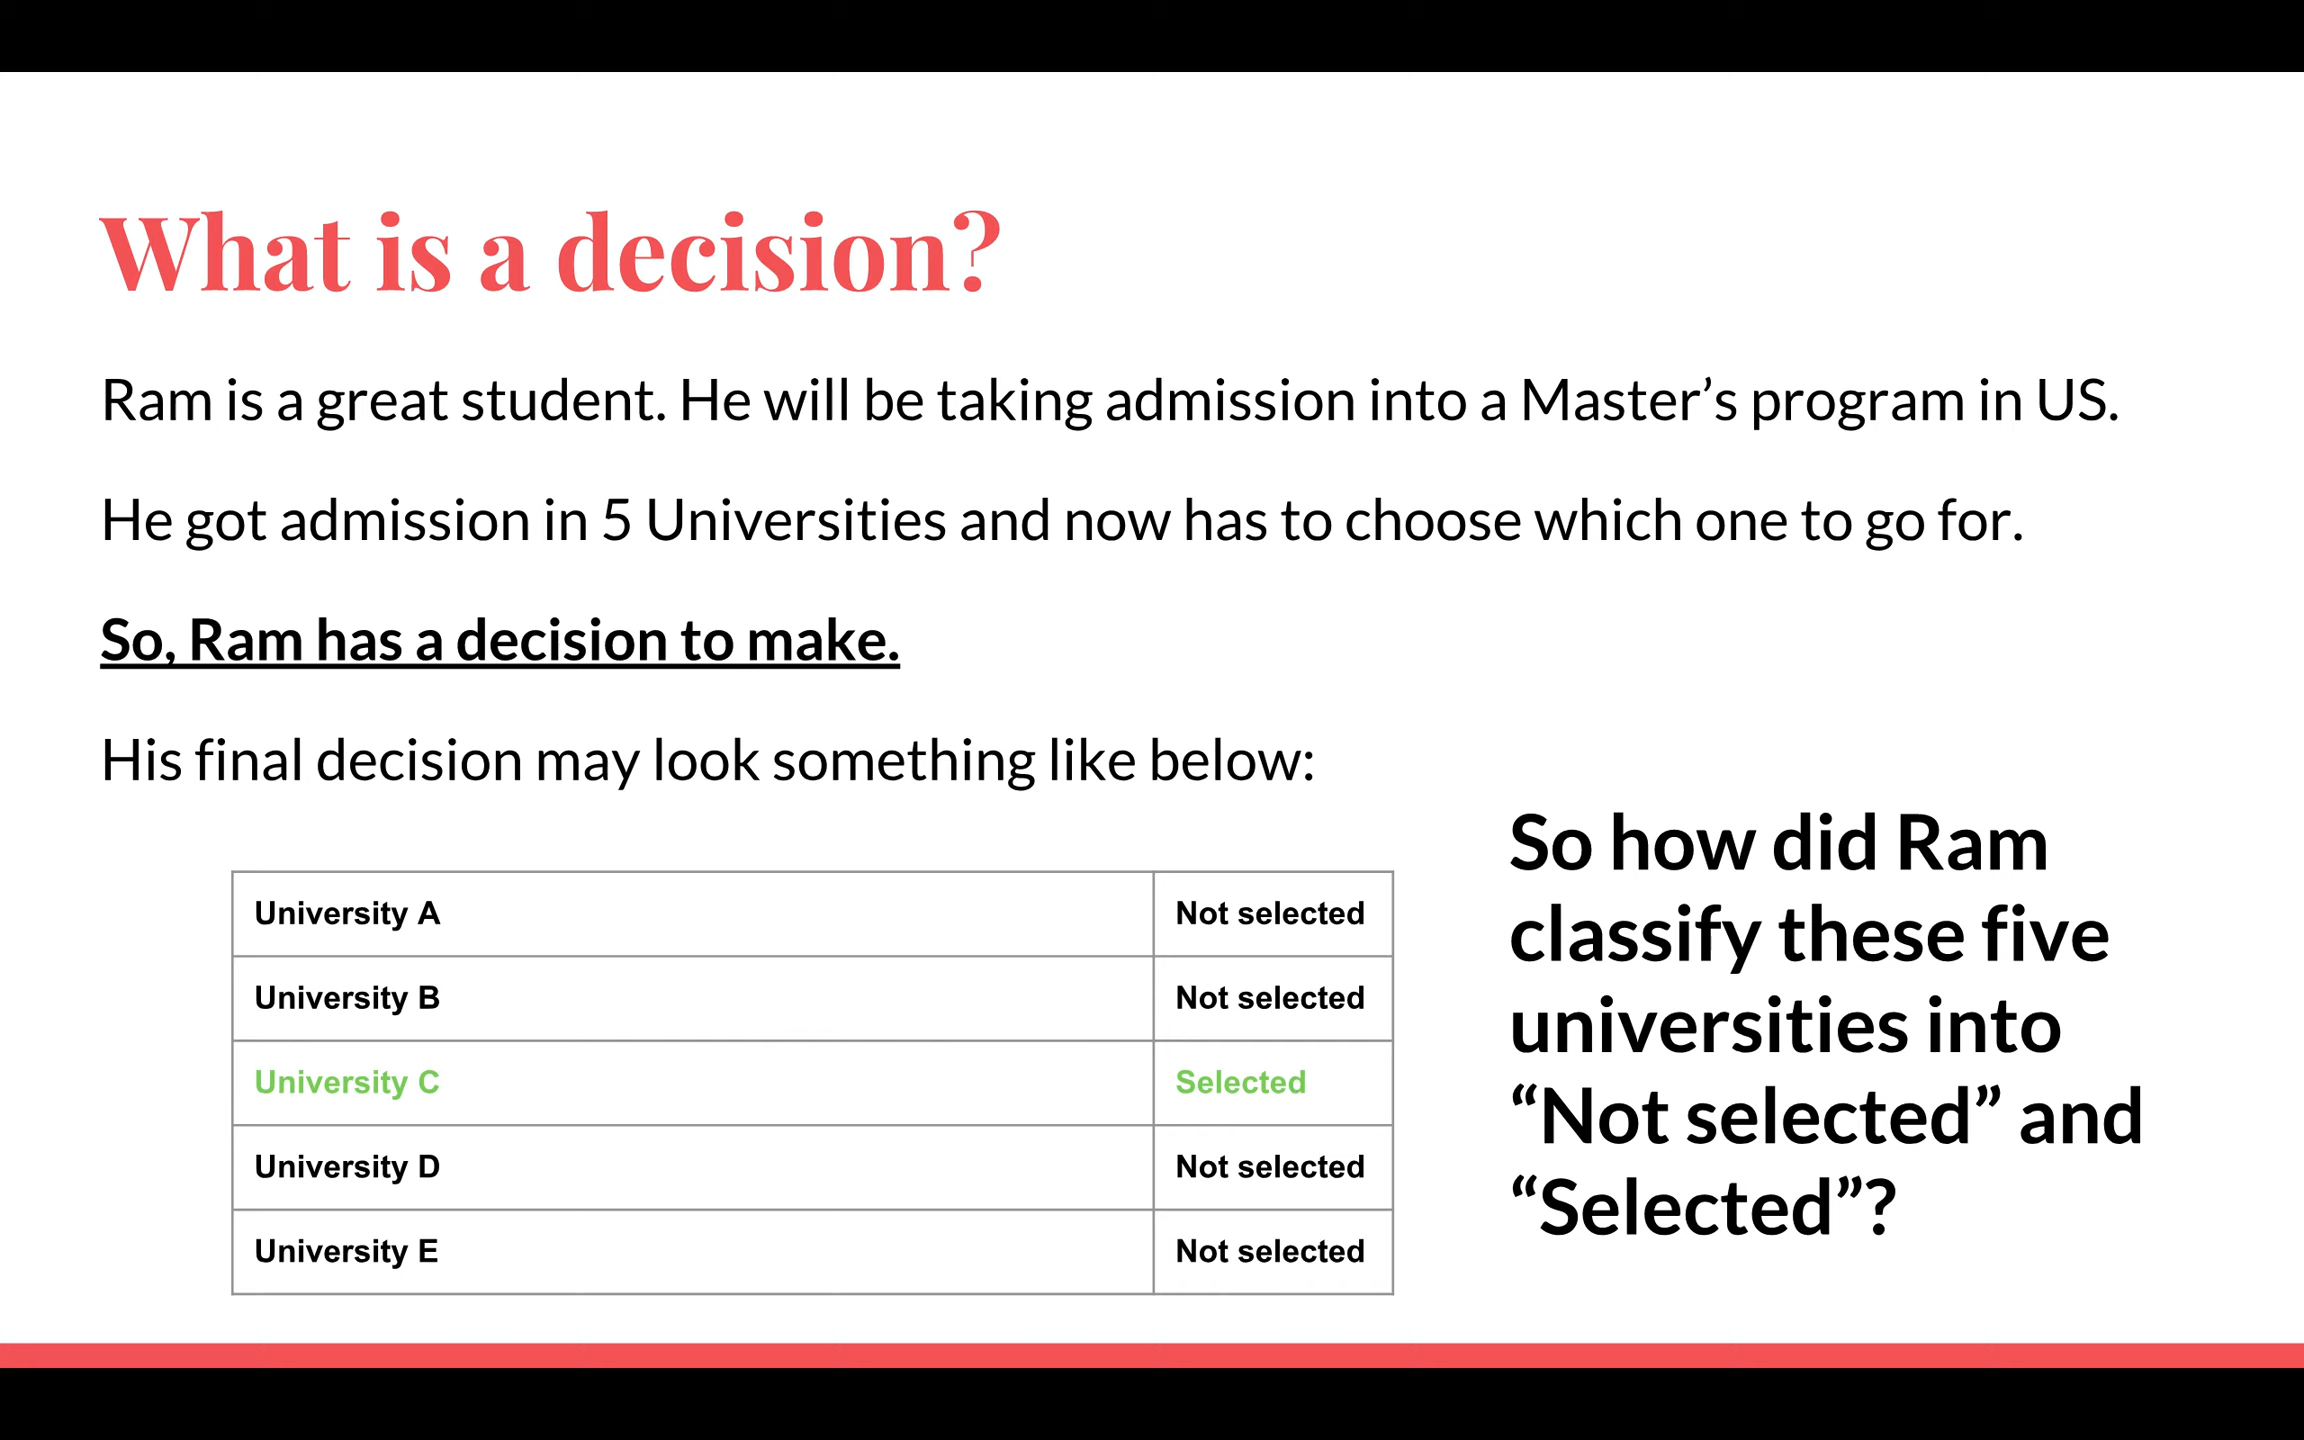 What is a decision?
Ram is a great student. He will be taking admission into a Master’s program in US.
He got admission in 5 Universities and now has to choose which one to go for.
So, Ram has a decision to make.
His final decision may look something like below:
University A Not selected
University B Not selected
University C Selected
University D Not selected
University E Not selected
So how did Ram
classify these five
universities into
“Not selected” and
“Selected”?